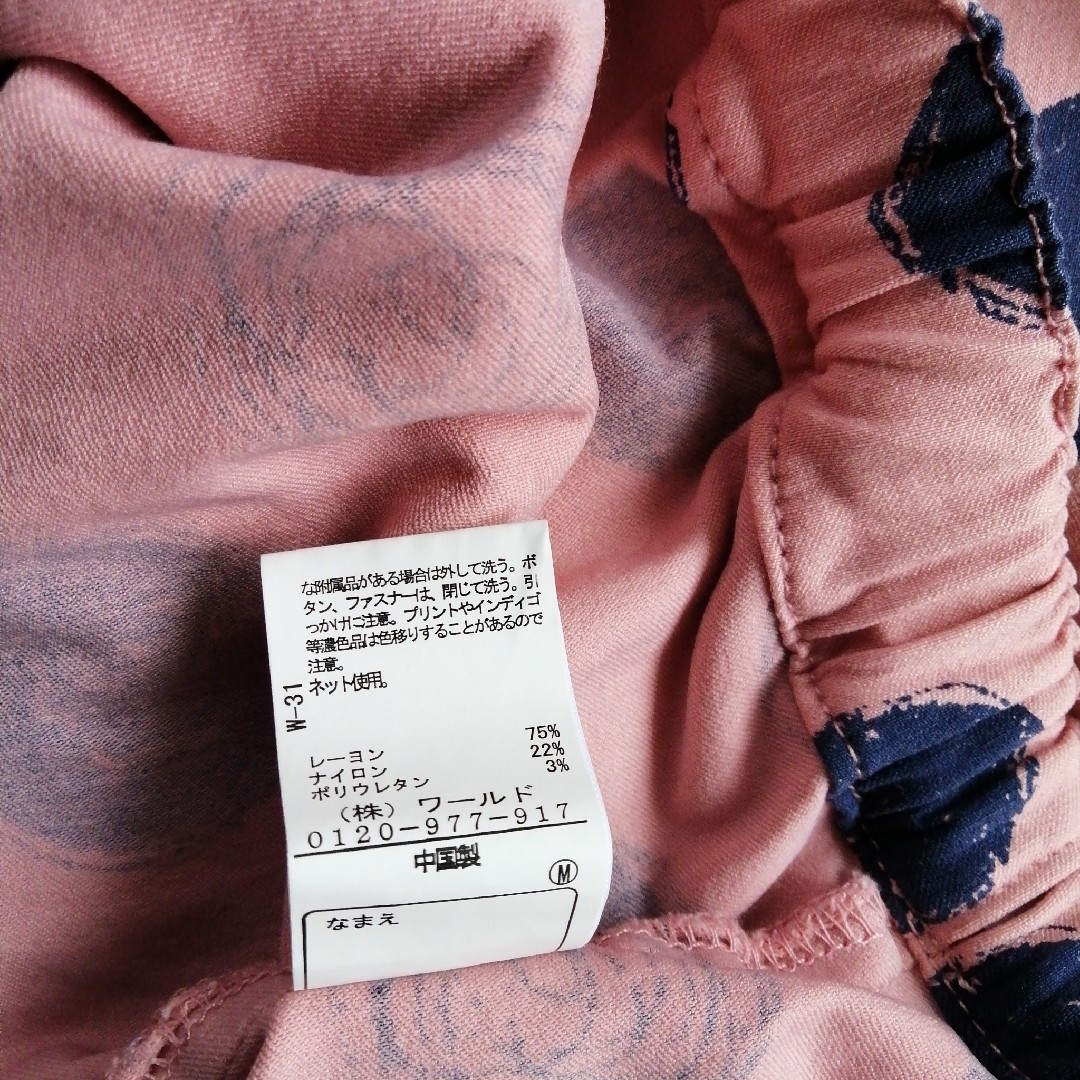 な附属品がある場合は外して洗う。ボ
タン、ファスナーは、閉じて洗う。引
っかけに注意。プリントやインディゴ
等濃色品は色移りすることがあるので
注意。
ネット使用。
W-31
レーヨン 75%
ナイロン 22%
ポリウレタン 3%
(株) ワールド
0120-977-917
中国製
Ⓜ
なまえ